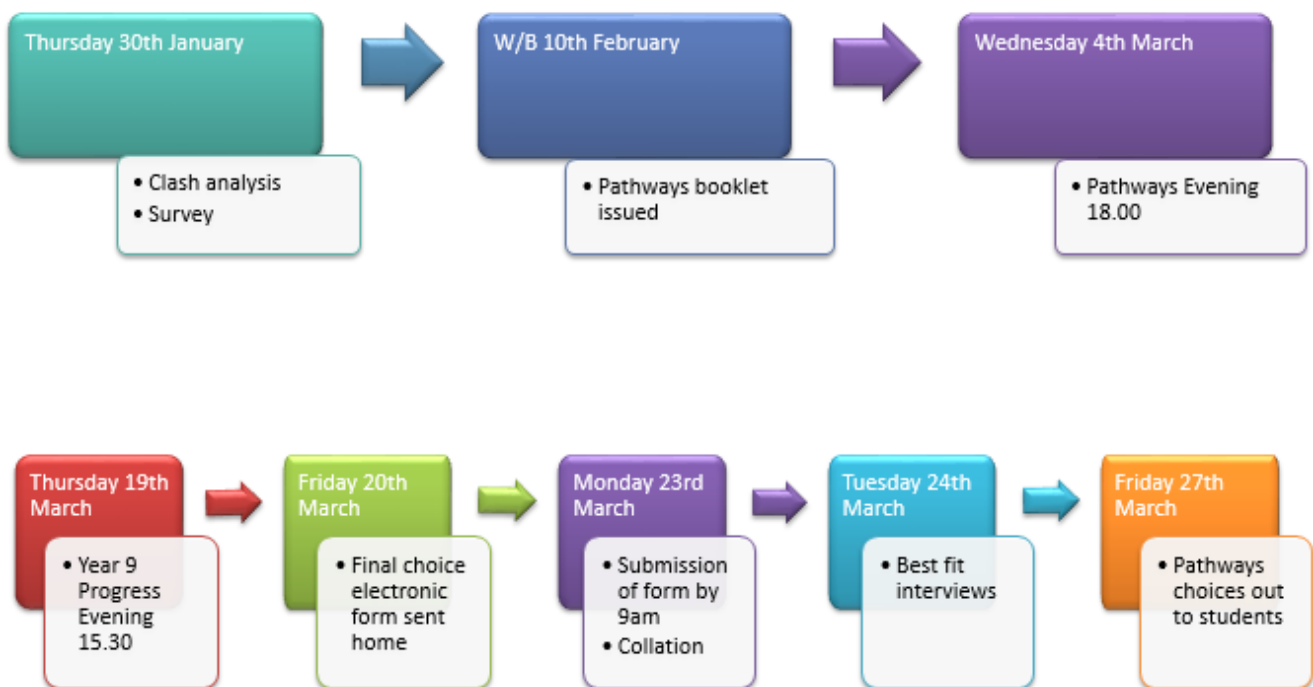 Thursday 30th January
• Clash analysis
• Survey
W/B 10th February
• Pathways booklet
issued
Wednesday 4th March
• Pathways Evening
18.00
Thursday 19th
March
• Year 9
Progress
Evening
15.30
Friday 20th
March
• Final choice
electronic
form sent
home
Monday 23rd
March
• Submission
of form by
9am
• Collation
Tuesday 24th
March
• Best fit
interviews
Friday 27th
March
• Pathways
choices out
to students